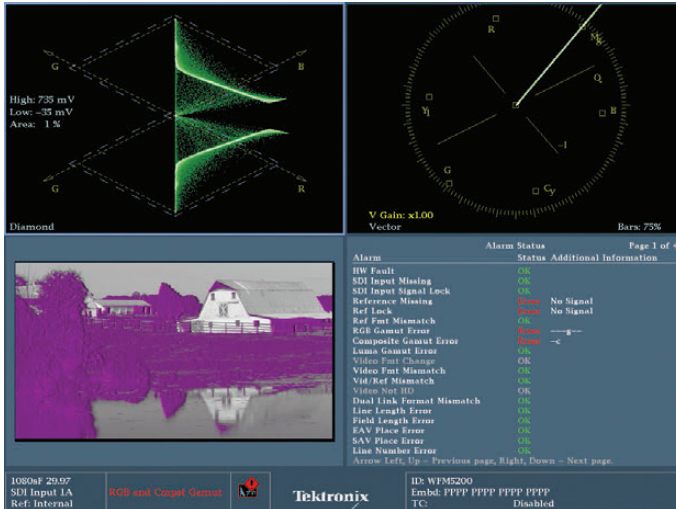 G
B
High: 735 mV
Low: -35 mV
Area: 1 %
G
R
Diamond
R
Mg
Q
Yl
B
-I
G
Cy
V Gain: x1.00
Vector
Bars: 75%
Alarm Status
Page 1 of 4
Alarm
Status
Additional Information
HW Fault
OK
SDI Input Missing
OK
SDI Input Signal Lock
OK
Reference Missing
Error
No Signal
Ref Lock
Error
No Signal
Ref Fmt Mismatch
OK
RGB Gamut Error
Error
---g--
Composite Gamut Error
Error
-c
Luma Gamut Error
OK
Video Fmt Change
OK
Video Fmt Mismatch
OK
Vid/Ref Mismatch
OK
Video Not HD
OK
Dual Link Format Mismatch
OK
Line Length Error
OK
Field Length Error
OK
EAV Place Error
OK
SAV Place Error
OK
Line Number Error
OK
Arrow Left, Up - Previous page, Right, Down - Next page.
1080sF 29.97
SDI Input 1A
Ref: Internal
RGB and Cmpst Gamut
Tektronix
ID: WFM5200
Embd: PPPP PPPP PPPP PPPP
TC:
Disabled